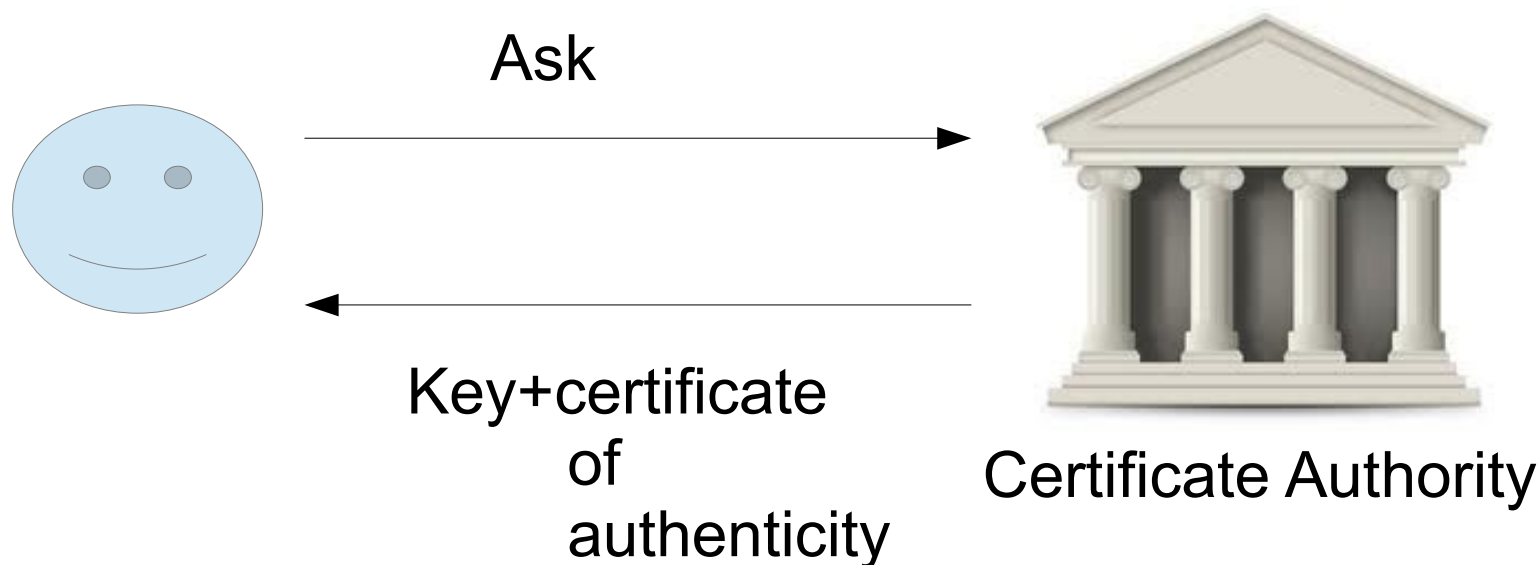 Ask
Key+certificate
of
authenticity
Certificate Authority